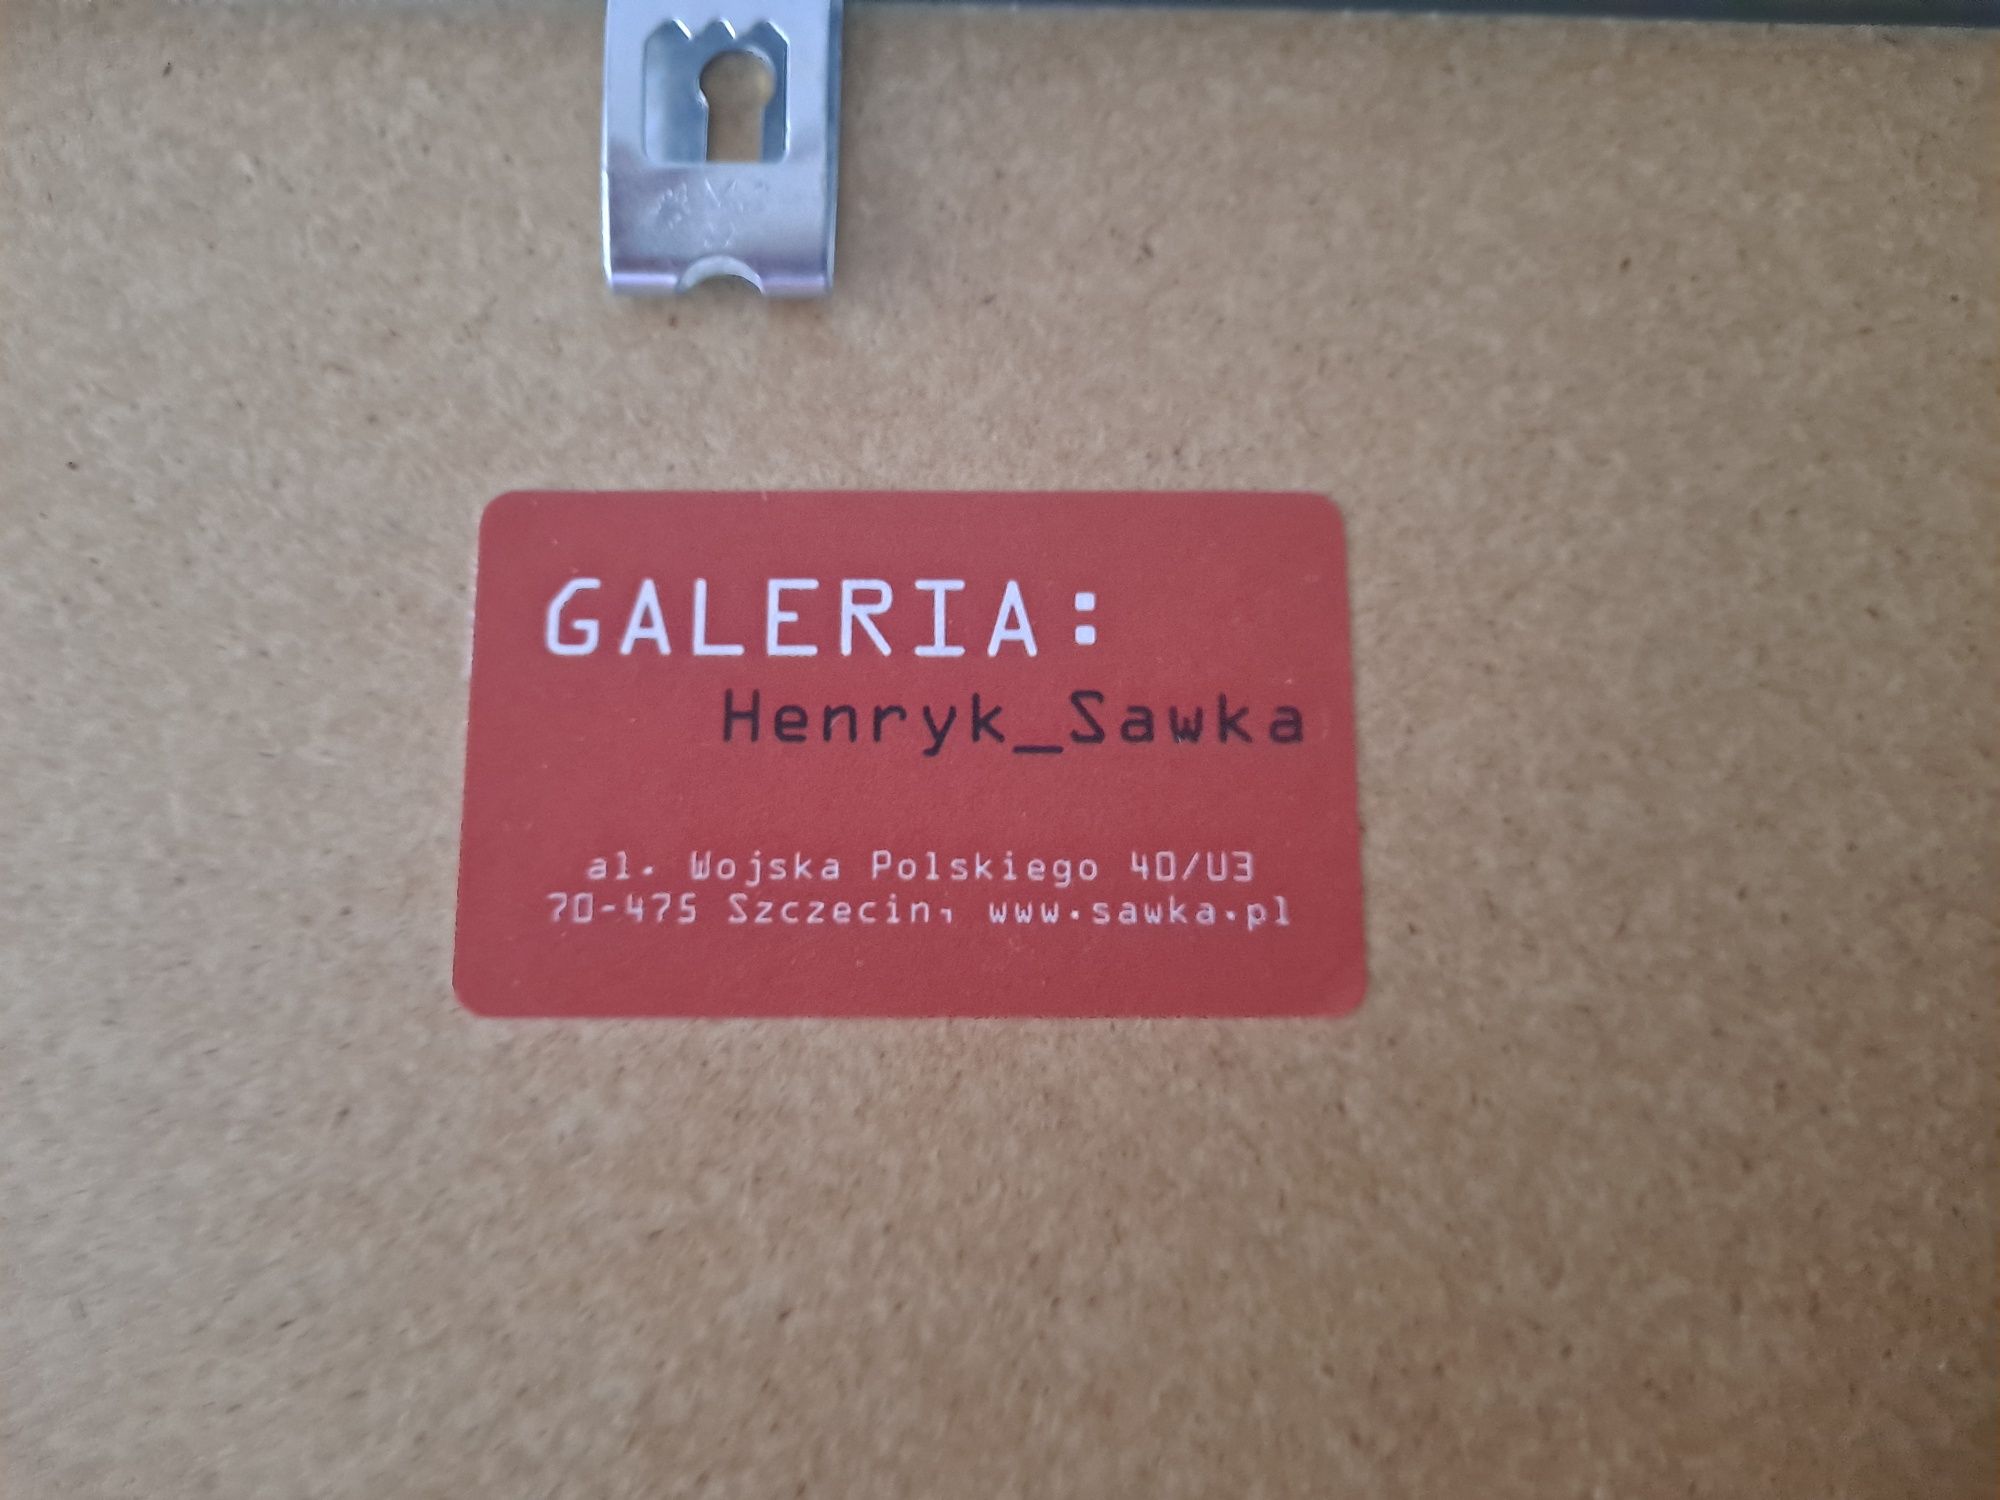 GALERIA:
Henryk_Sawka
al. Wojska Polskiego 40/U3
70-475 Szczecin, www.sawka.pl